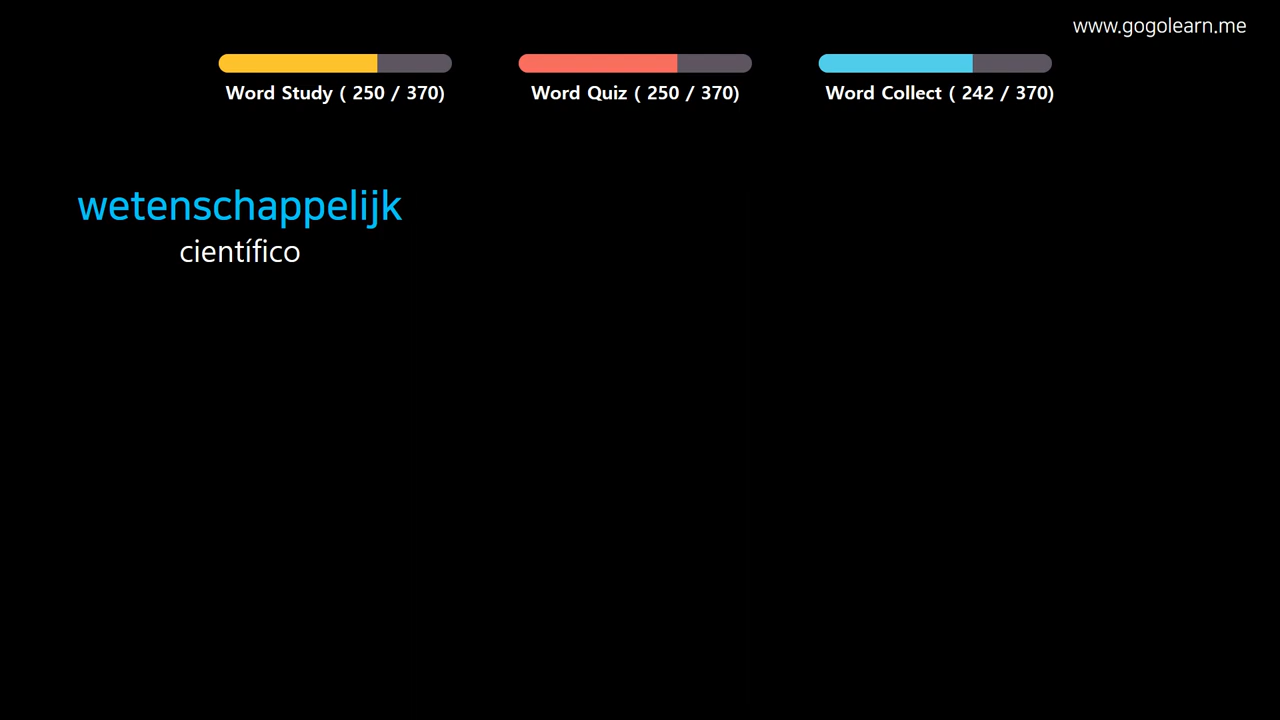 www.gogolearn.me
Word Study ( 250 / 370)
Word Quiz ( 250 / 370)
Word Collect ( 242 / 370)
wetenschappelijk
científico